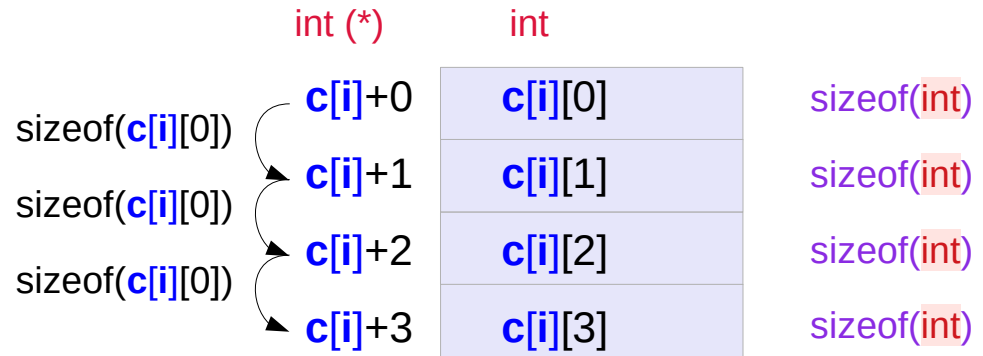 int (*) int
c[i]+0 c[i][0] sizeof(int)
sizeof(c[i][0])
c[i]+1 c[i][1] sizeof(int)
sizeof(c[i][0])
c[i]+2 c[i][2] sizeof(int)
sizeof(c[i][0])
c[i]+3 c[i][3] sizeof(int)